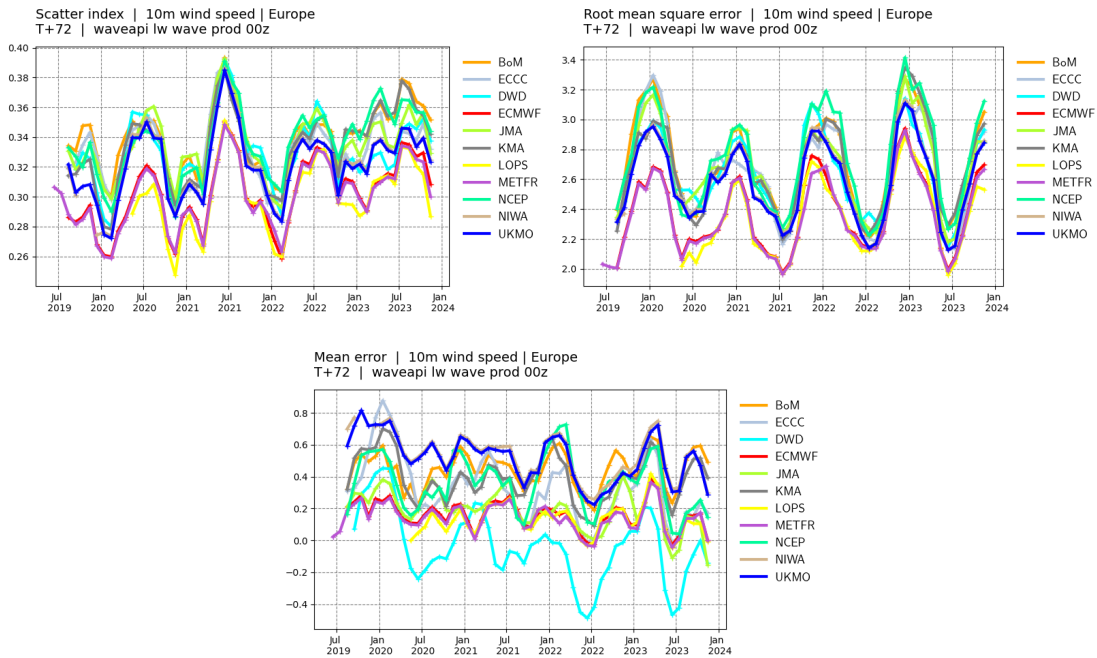 Scatter index | 10m wind speed | Europe
T+72 | waveapi lw wave prod 00z
0.40
0.38
0.36
0.34
0.32
0.30
0.28
0.26
Jul Jan Jul Jan Jul Jan Jul Jan Jul Jan
2019 2020 2020 2021 2021 2022 2022 2023 2023 2024
BoM
ECCC
DWD
ECMWF
JMA
KMA
LOPS
METFR
NCEP
NIWA
UKMO
Root mean square error | 10m wind speed | Europe
T+72 | waveapi lw wave prod 00z
3.4
3.2
3.0
2.8
2.6
2.4
2.2
2.0
Jul Jan Jul Jan Jul Jan Jul Jan Jul Jan
2019 2020 2020 2021 2021 2022 2022 2023 2023 2024
BoM
ECCC
DWD
ECMWF
JMA
KMA
LOPS
METFR
NCEP
NIWA
UKMO
Mean error | 10m wind speed | Europe
T+72 | waveapi lw wave prod 00z
0.8
0.6
0.4
0.2
0.0
−0.2
−0.4
Jul Jan Jul Jan Jul Jan Jul Jan Jul Jan
2019 2020 2020 2021 2021 2022 2022 2023 2023 2024
BoM
ECCC
DWD
ECMWF
JMA
KMA
LOPS
METFR
NCEP
NIWA
UKMO